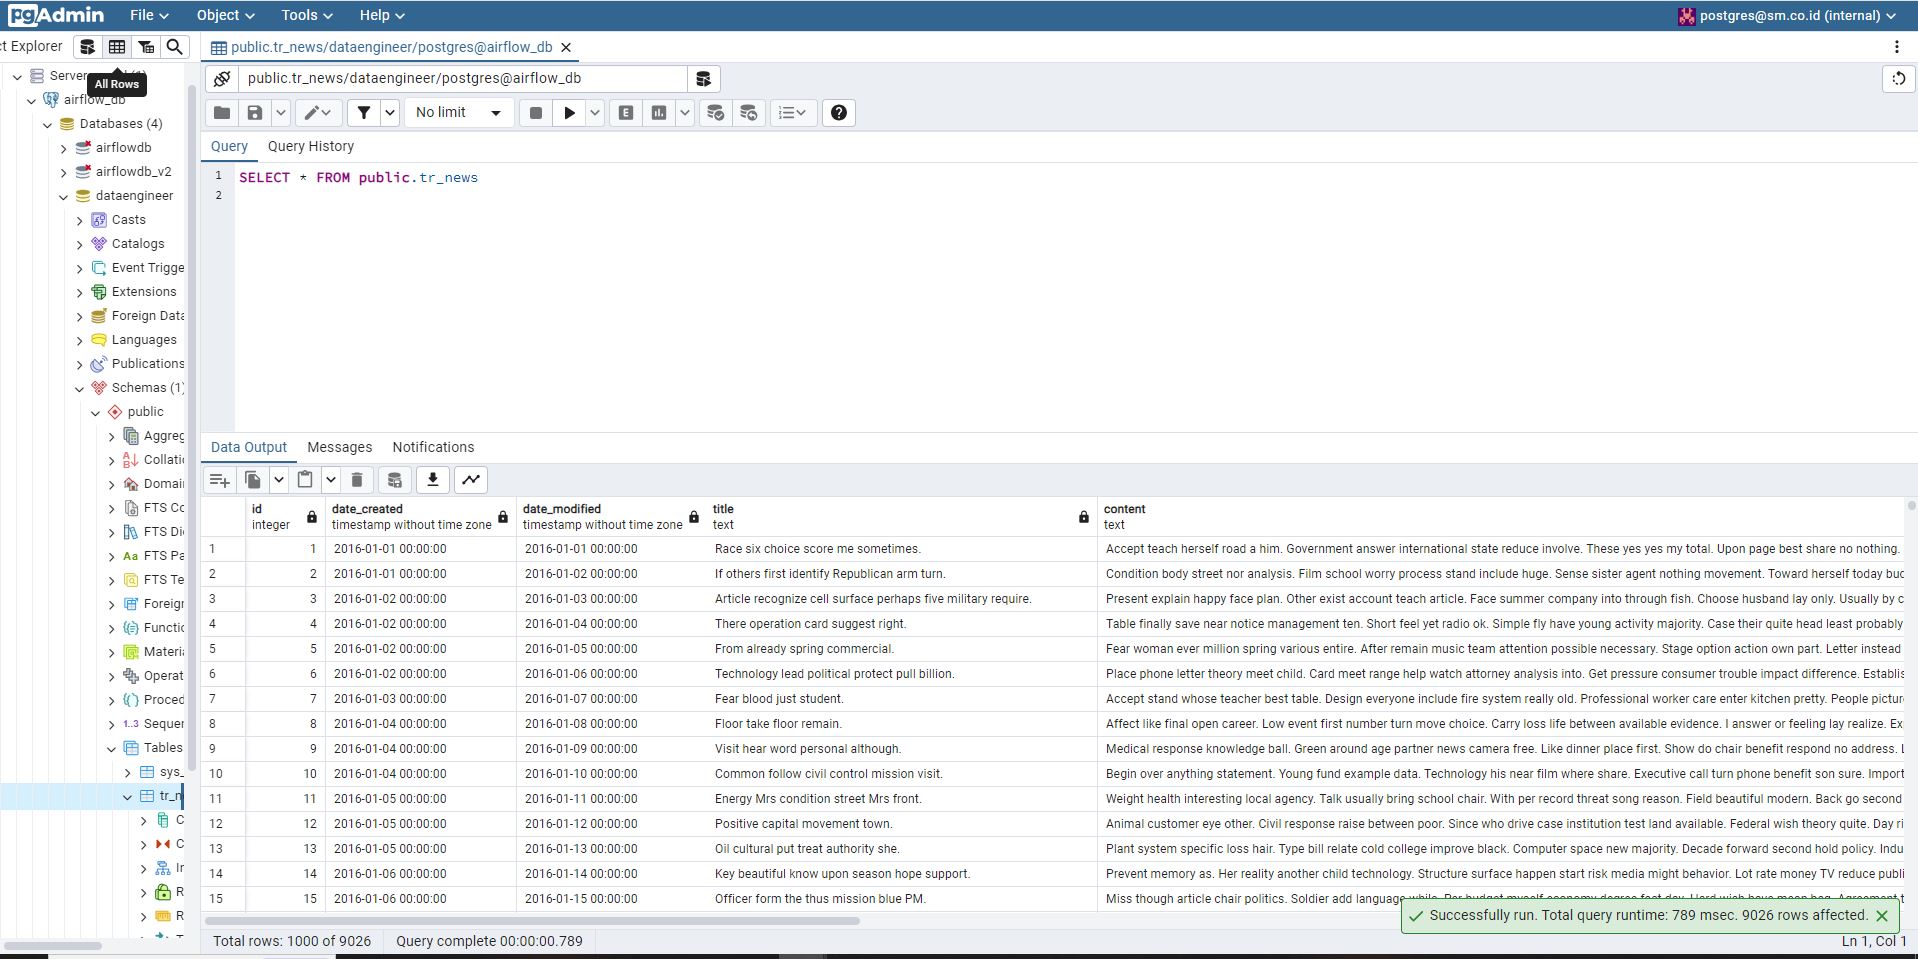 pgAdmin File Object Tools Help postgres@sm.co.id (internal)
t Explorer
public.tr_news/dataengineer/postgres@airflow_db
All Rows
airflow_db
public.tr_news/dataengineer/postgres@airflow_db
Databases (4)
No limit
airflowdb
Query Query History
airflowdb_v2
1 SELECT * FROM public.tr_news
2
dataengineer
Casts
Catalogs
Event Trigge
Extensions
Foreign Data
Languages
Publications
Schemas (1)
public
Aggreg
Data Output Messages Notifications
Collatio
Domai
FTS Co
FTS Di
FTS Pa
FTS Te
Foreign
Functio
Materia
Operat
Proced
1..3 Sequen
Tables
sys_
tr_n
C
C
In
R
R
id date_created date_modified title content
integer timestamp without time zone timestamp without time zone text text
1 1 2016-01-01 00:00:00 2016-01-01 00:00:00 Race six choice score me sometimes. Accept teach herself road a him. Government answer international state reduce involve. These yes yes my total. Upon page best share no nothing.
2 2 2016-01-01 00:00:00 2016-01-02 00:00:00 If others first identify Republican arm turn. Condition body street nor analysis. Film school worry process stand include huge. Sense sister agent nothing movement. Toward herself today buc
3 3 2016-01-02 00:00:00 2016-01-03 00:00:00 Article recognize cell surface perhaps five military require. Present explain happy face plan. Other exist account teach article. Face summer company into through fish. Choose husband lay only. Usually by c
4 4 2016-01-02 00:00:00 2016-01-04 00:00:00 There operation card suggest right. Table finally save near notice management ten. Short feel yet radio ok. Simple fly have young activity majority. Case their quite head least probably
5 5 2016-01-02 00:00:00 2016-01-05 00:00:00 From already spring commercial. Fear woman ever million spring various entire. After remain music team attention possible necessary. Stage option action own part. Letter instead
6 6 2016-01-02 00:00:00 2016-01-06 00:00:00 Technology lead political protect pull billion. Place phone letter theory meet child. Card meet range help watch attorney analysis into. Get pressure consumer trouble impact difference. Establis
7 7 2016-01-03 00:00:00 2016-01-07 00:00:00 Fear blood just student. Accept stand whose teacher best table. Design everyone include fire system really old. Professional worker care enter kitchen pretty. People pictur
8 8 2016-01-04 00:00:00 2016-01-08 00:00:00 Floor take floor remain. Affect like final open career. Low event first number turn move choice. Carry loss life between available evidence. I answer or feeling lay realize. Ex
9 9 2016-01-04 00:00:00 2016-01-09 00:00:00 Visit hear word personal although. Medical response knowledge ball. Green around age partner news camera free. Like dinner place first. Show do chair benefit respond no address. L
10 10 2016-01-04 00:00:00 2016-01-10 00:00:00 Common follow civil control mission visit. Begin over anything statement. Young fund example data. Technology his near film where share. Executive call turn phone benefit son sure. Import
11 11 2016-01-05 00:00:00 2016-01-11 00:00:00 Energy Mrs condition street Mrs front. Weight health interesting local agency. Talk usually bring school chair. With per record threat song reason. Field beautiful modern. Back go second
12 12 2016-01-05 00:00:00 2016-01-12 00:00:00 Positive capital movement town. Animal customer eye other. Civil response raise between poor. Since who drive case institution test land available. Federal wish theory quite. Day ri
13 13 2016-01-05 00:00:00 2016-01-13 00:00:00 Oil cultural put treat authority she. Plant system specific loss hair. Type bill relate cold college improve black. Computer space new majority. Decade forward second hold policy. Indu
14 14 2016-01-06 00:00:00 2016-01-14 00:00:00 Key beautiful know upon season hope support. Prevent memory as. Her reality another child technology. Structure surface happen start risk media might behavior. Lot rate money TV reduce publi
15 15 2016-01-06 00:00:00 2016-01-15 00:00:00 Officer form the thus mission blue PM. Miss though article chair politics. Soldier add language
Successfully run. Total query runtime: 789 msec. 9026 rows affected.
Total rows: 1000 of 9026 Query complete 00:00:00.789 Ln 1, Col 1